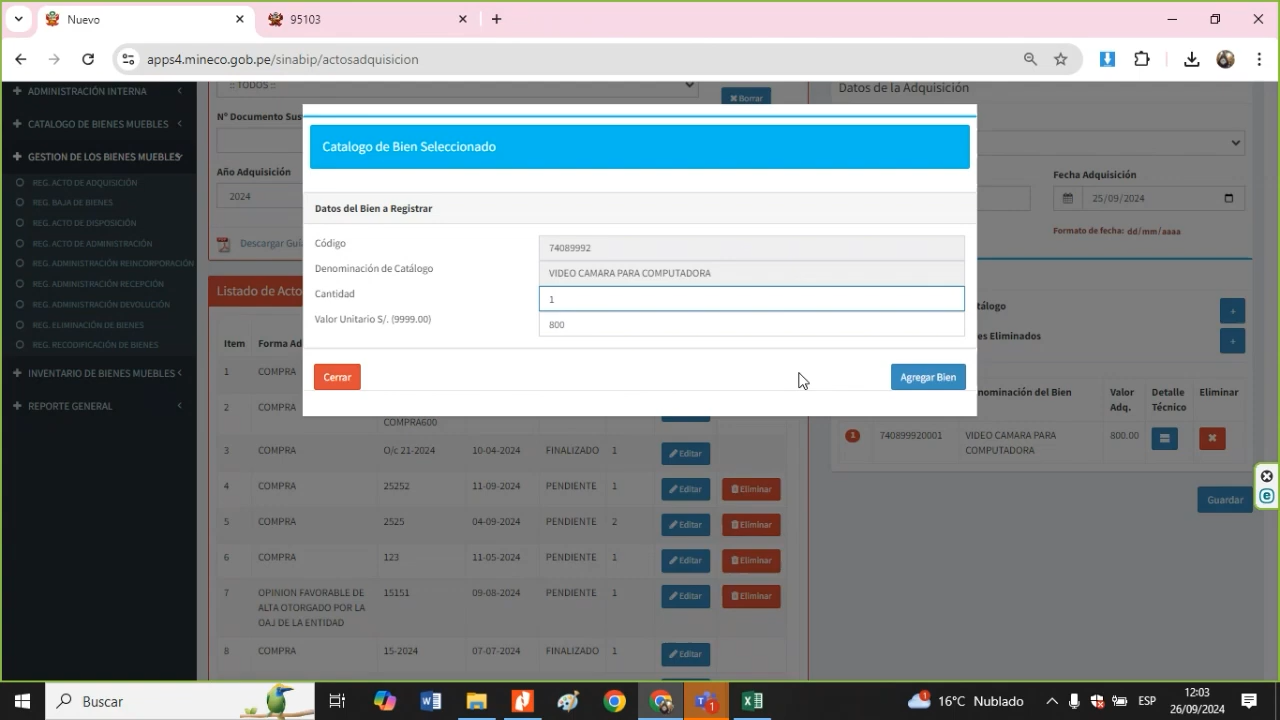 Nuevo
95103
apps4.mineco.gob.pe/sinabip/actosadquisicion
ADMINISTRACIÓN INTERNA
CATALOGO DE BIENES MUEBLES
GESTION DE LOS BIENES MUEBLES
REG. ACTO DE ADQUISICIÓN
REG. BAJA DE BIENES
REG. ACTO DE DISPOSICIÓN
REG. ACTO DE ADMINISTRACIÓN
REG. ADMINISTRACIÓN REINCORPORACIÓN
REG. ADMINISTRACIÓN RECEPCIÓN
REG. ADMINISTRACIÓN DEVOLUCIÓN
REG. ELIMINACIÓN DE BIENES
REG. RECODIFICACIÓN DE BIENES
INVENTARIO DE BIENES MUEBLES
REPORTE GENERAL
:: TODOS ::
Borrar
Nº Documento Sus
Año Adquisición
2024
Descargar Guía
Listado de Acto
Item Forma Ad
1 COMPRA
2 COMPRA
COMPRA600
3 COMPRA O/c 21-2024 10-04-2024 FINALIZADO 1 Editar
4 COMPRA 25252 11-09-2024 PENDIENTE 1 Editar Eliminar
5 COMPRA 2525 04-09-2024 PENDIENTE 2 Editar Eliminar
6 COMPRA 123 11-05-2024 PENDIENTE 1 Editar Eliminar
7 OPINION FAVORABLE DE ALTA OTORGADO POR LA OAJ DE LA ENTIDAD 15151 09-08-2024 PENDIENTE 1 Editar Eliminar
8 COMPRA 15-2024 07-07-2024 FINALIZADO 1 Editar
Catalogo de Bien Seleccionado
Datos del Bien a Registrar
Código 74089992
Denominación de Catálogo VIDEO CAMARA PARA COMPUTADORA
Cantidad 1
Valor Unitario S/. (9999.00) 800
Cerrar
Agregar Bien
Datos de la Adquisición
Fecha Adquisición
25/09/2024
Formato de fecha: dd/mm/aaaa
tálogo +
es Eliminados +
nominación del Bien Valor Adq. Detalle Técnico Eliminar
1 740899920001 VIDEO CAMARA PARA COMPUTADORA 800.00
Guardar
Buscar
1
16°C Nublado
ESP
12:03
26/09/2024